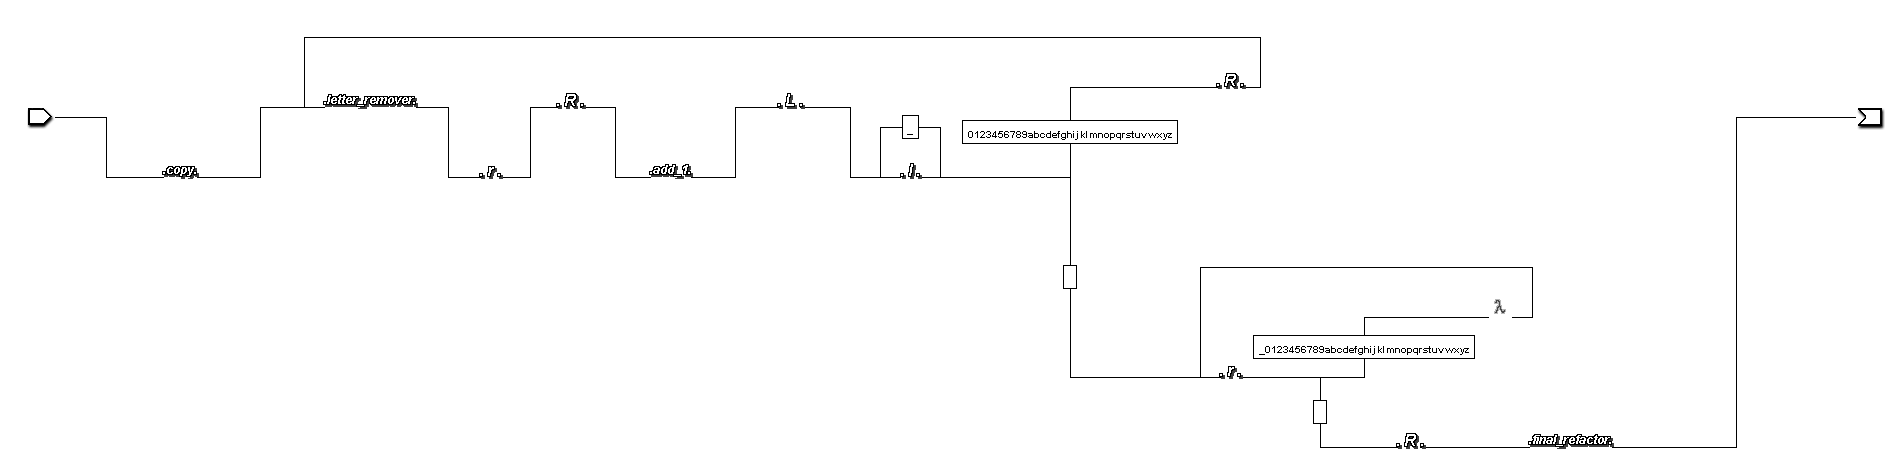 . R .
.letter_remover.
. R .
. L .
_
0123456789abcdefghijklmnopqrstuvwxyz
.copy.
. r .
.add_1.
. l .
λ
_0123456789abcdefghijklmnopqrstuvwxyz
. r .
. R .
.final_refactor.